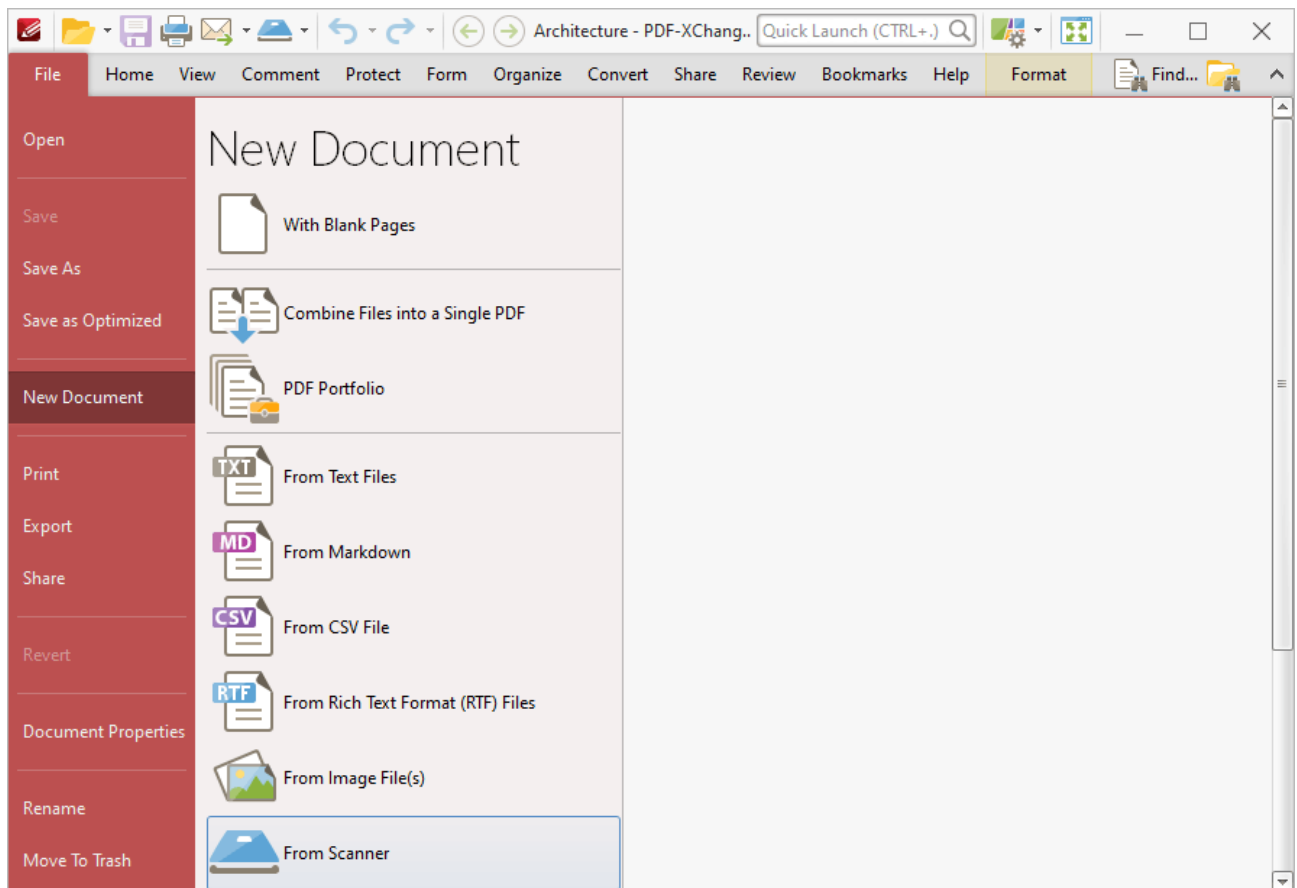 Architecture - PDF-XChang.. Quick Launch (CTRL+.)
File Home View Comment Protect Form Organize Convert Share Review Bookmarks Help Format Find...
Open
Save
Save As
Save as Optimized
New Document
Print
Export
Share
Revert
Document Properties
Rename
Move To Trash
New Document
With Blank Pages
Combine Files into a Single PDF
PDF Portfolio
TXT From Text Files
MD From Markdown
CSV From CSV File
RTF From Rich Text Format (RTF) Files
From Image File(s)
From Scanner